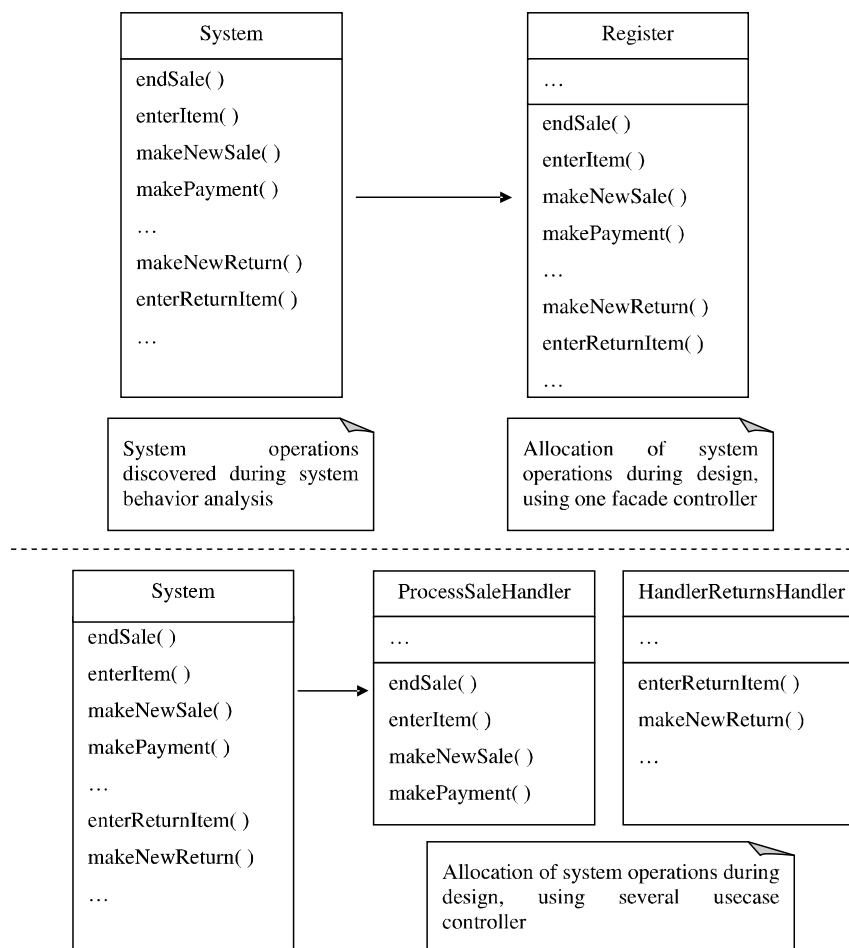 System
endSale( )
enterItem( )
makeNewSale( )
makePayment( )
…
makeNewReturn( )
enterReturnItem( )
…
Register
…
endSale( )
enterItem( )
makeNewSale( )
makePayment( )
…
makeNewReturn( )
enterReturnItem( )
…
System operations
discovered during system
behavior analysis
Allocation of system
operations during design,
using one facade controller
System
endSale( )
enterItem( )
makeNewSale( )
makePayment( )
…
enterReturnItem( )
makeNewReturn( )
…
ProcessSaleHandler
…
endSale( )
enterItem( )
makeNewSale( )
makePayment( )
HandlerReturnsHandler
…
enterReturnItem( )
makeNewReturn( )
…
Allocation of system operations during
design, using several usecase
controller